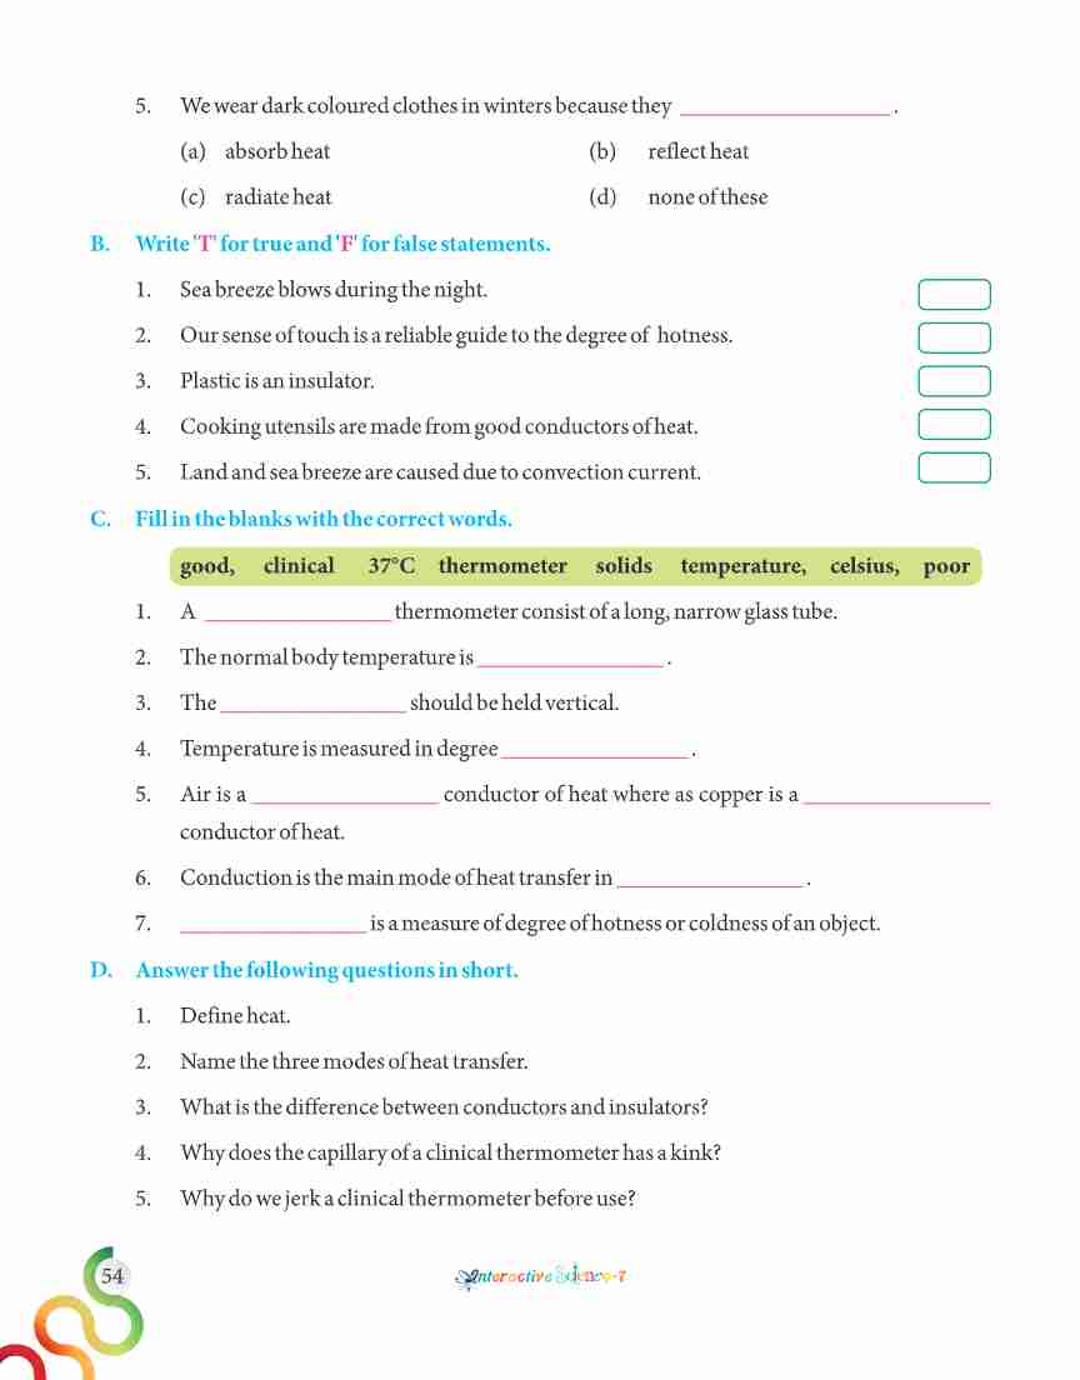 5. We wear dark coloured clothes in winters because they ____________________.
(a) absorb heat (b) reflect heat
(c) radiate heat (d) none of these
B. Write 'T' for true and 'F' for false statements.
1. Sea breeze blows during the night.
2. Our sense of touch is a reliable guide to the degree of hotness.
3. Plastic is an insulator.
4. Cooking utensils are made from good conductors of heat.
5. Land and sea breeze are caused due to convection current.
C. Fill in the blanks with the correct words.
good, clinical 37°C thermometer solids temperature, celsius, poor
1. A __________________ thermometer consist of a long, narrow glass tube.
2. The normal body temperature is __________________.
3. The __________________ should be held vertical.
4. Temperature is measured in degree __________________.
5. Air is a __________________ conductor of heat where as copper is a __________________
conductor of heat.
6. Conduction is the main mode of heat transfer in __________________.
7. __________________ is a measure of degree of hotness or coldness of an object.
D. Answer the following questions in short.
1. Define heat.
2. Name the three modes of heat transfer.
3. What is the difference between conductors and insulators?
4. Why does the capillary of a clinical thermometer has a kink?
5. Why do we jerk a clinical thermometer before use?
54
Interactive Science-7